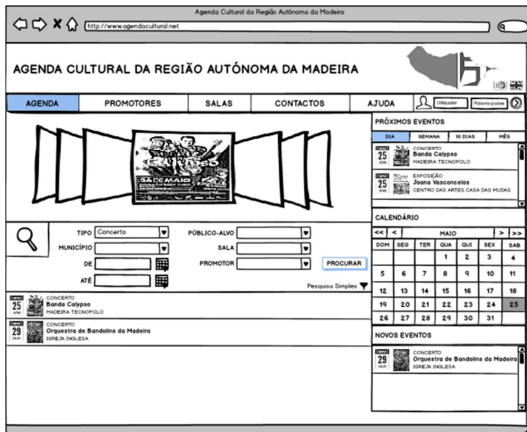 Agenda Cultural da Região Autónoma da Madeira
http://www.agendacultural.net
AGENDA CULTURAL DA REGIÃO AUTÓNOMA DA MADEIRA
AGENDA PROMOTORES SALAS CONTACTOS AJUDA Utilizador Palavra-passe
PRÓXIMOS EVENTOS
DIA SEMANA 10 DIAS MÊS
25
CONCERTO
Banda Calypso
MADEIRA TECNOPOLO
25
EXPOSIÇÃO
Joana Vasconcelos
CENTRO DAS ARTES CASA DAS MUDAS
CALENDÁRIO
<< < MAIO > >>
DOM SEG TER QUA QUI SEX SAB
1 2 3 4
5 6 7 8 9 10 11
12 13 14 15 16 17 18
19 20 21 22 23 24 25
26 27 28 29 30 31
NOVOS EVENTOS
29
CONCERTO
Orquestra de Bandolins da Madeira
IGREJA INGLESA
TIPO Concerto PÚBLICO-ALVO
MUNICÍPIO SALA
DE PROMOTOR PROCURAR
ATÉ Pesquisa Simples
25
CONCERTO
Banda Calypso
MADEIRA TECNOPOLO
29
CONCERTO
Orquestra de Bandolins da Madeira
IGREJA INGLESA